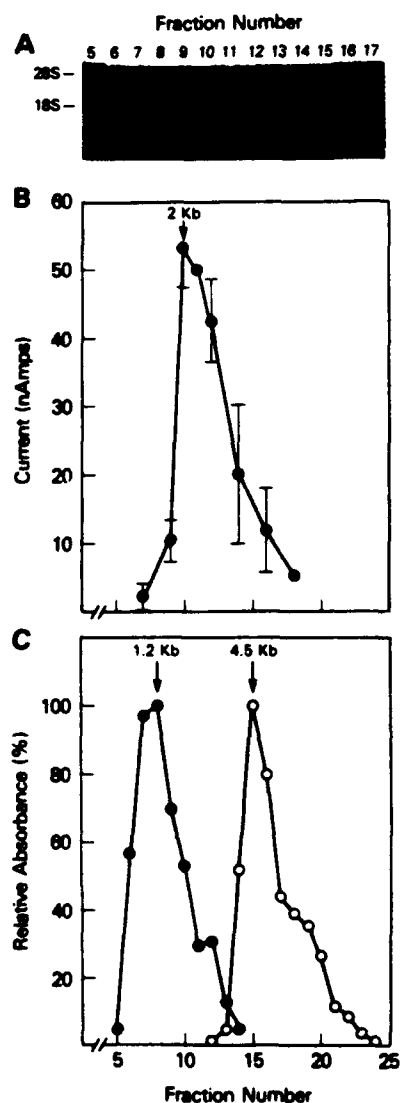 Fraction Number
A
5 6 7 8 9 10 11 12 13 14 15 16 17
28S
18S
B
2 Kb
60
50
40
30
20
10
Current (nAmps)
C
1.2 Kb 4.5 Kb
100
80
60
40
20
Relative Absorbance (%)
5 10 15 20 25
Fraction Number